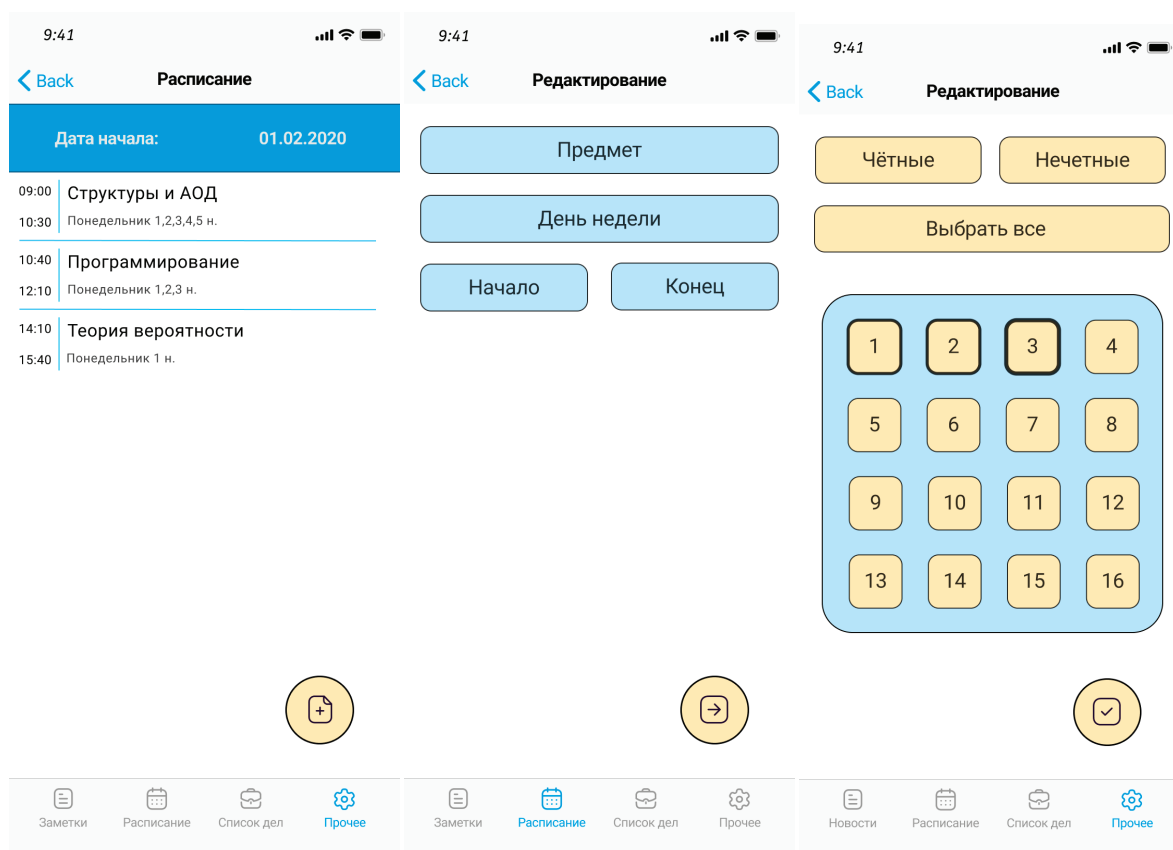 9:41
Back
Расписание
Дата начала: 01.02.2020
09:00 Структуры и АОД
10:30 Понедельник 1,2,3,4,5 н.
10:40 Программирование
12:10 Понедельник 1,2,3 н.
14:10 Теория вероятности
15:40 Понедельник 1 н.
Заметки Расписание Список дел Прочее
9:41
Back
Редактирование
Предмет
День недели
Начало Конец
Заметки Расписание Список дел Прочее
9:41
Back
Редактирование
Чётные Нечетные
Выбрать все
1 2 3 4
5 6 7 8
9 10 11 12
13 14 15 16
Новости Расписание Список дел Прочее